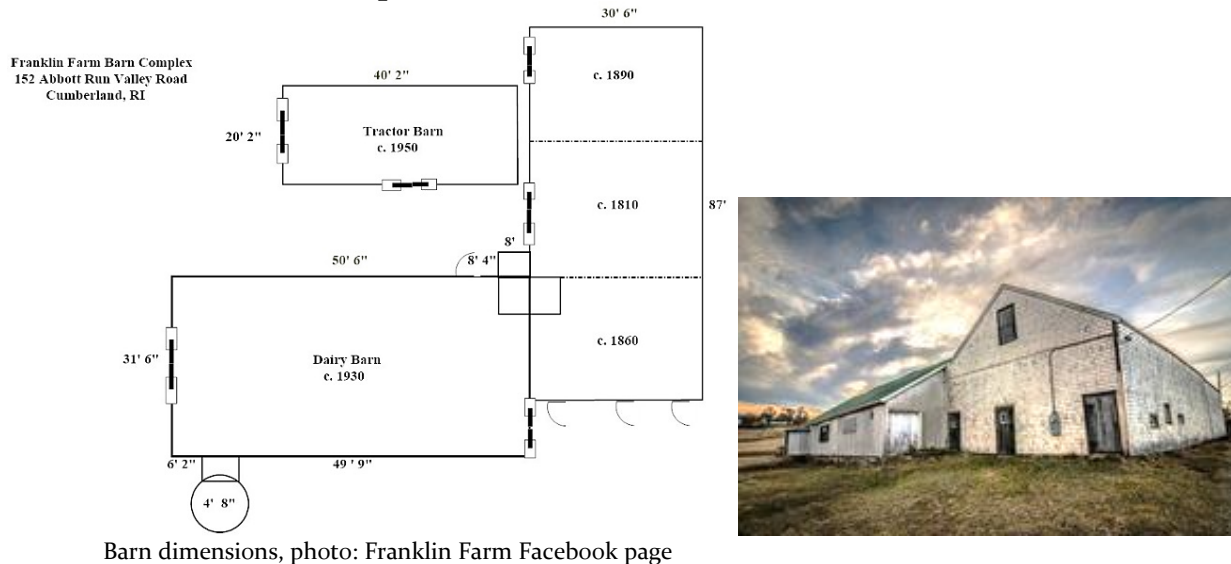 Franklin Farm Barn Complex
152 Abbott Run Valley Road
Cumberland, RI
30' 6"
c. 1890
40' 2"
20' 2"
Tractor Barn
c. 1950
c. 1810
87'
8'
50' 6"
8' 4"
31' 6"
Dairy Barn
c. 1930
c. 1860
6' 2"
49 ' 9"
4' 8"
Barn dimensions, photo: Franklin Farm Facebook page